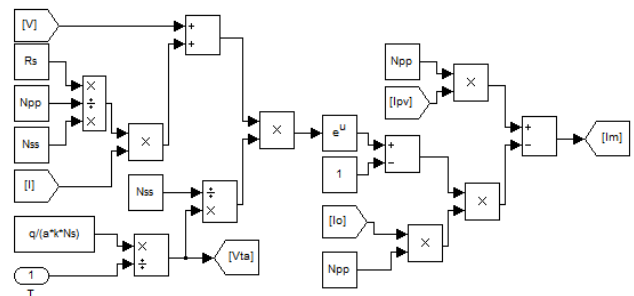 [V]
+
+
Rs
Npp
Nss
×
÷
×
×
[I]
Nss
÷
×
q/(a*k*Ns)
×
÷
1
T
[Vta]
×
e^u
1
+
−
Npp
[Ipv]
×
[Io]
Npp
×
×
+
−
[Im]